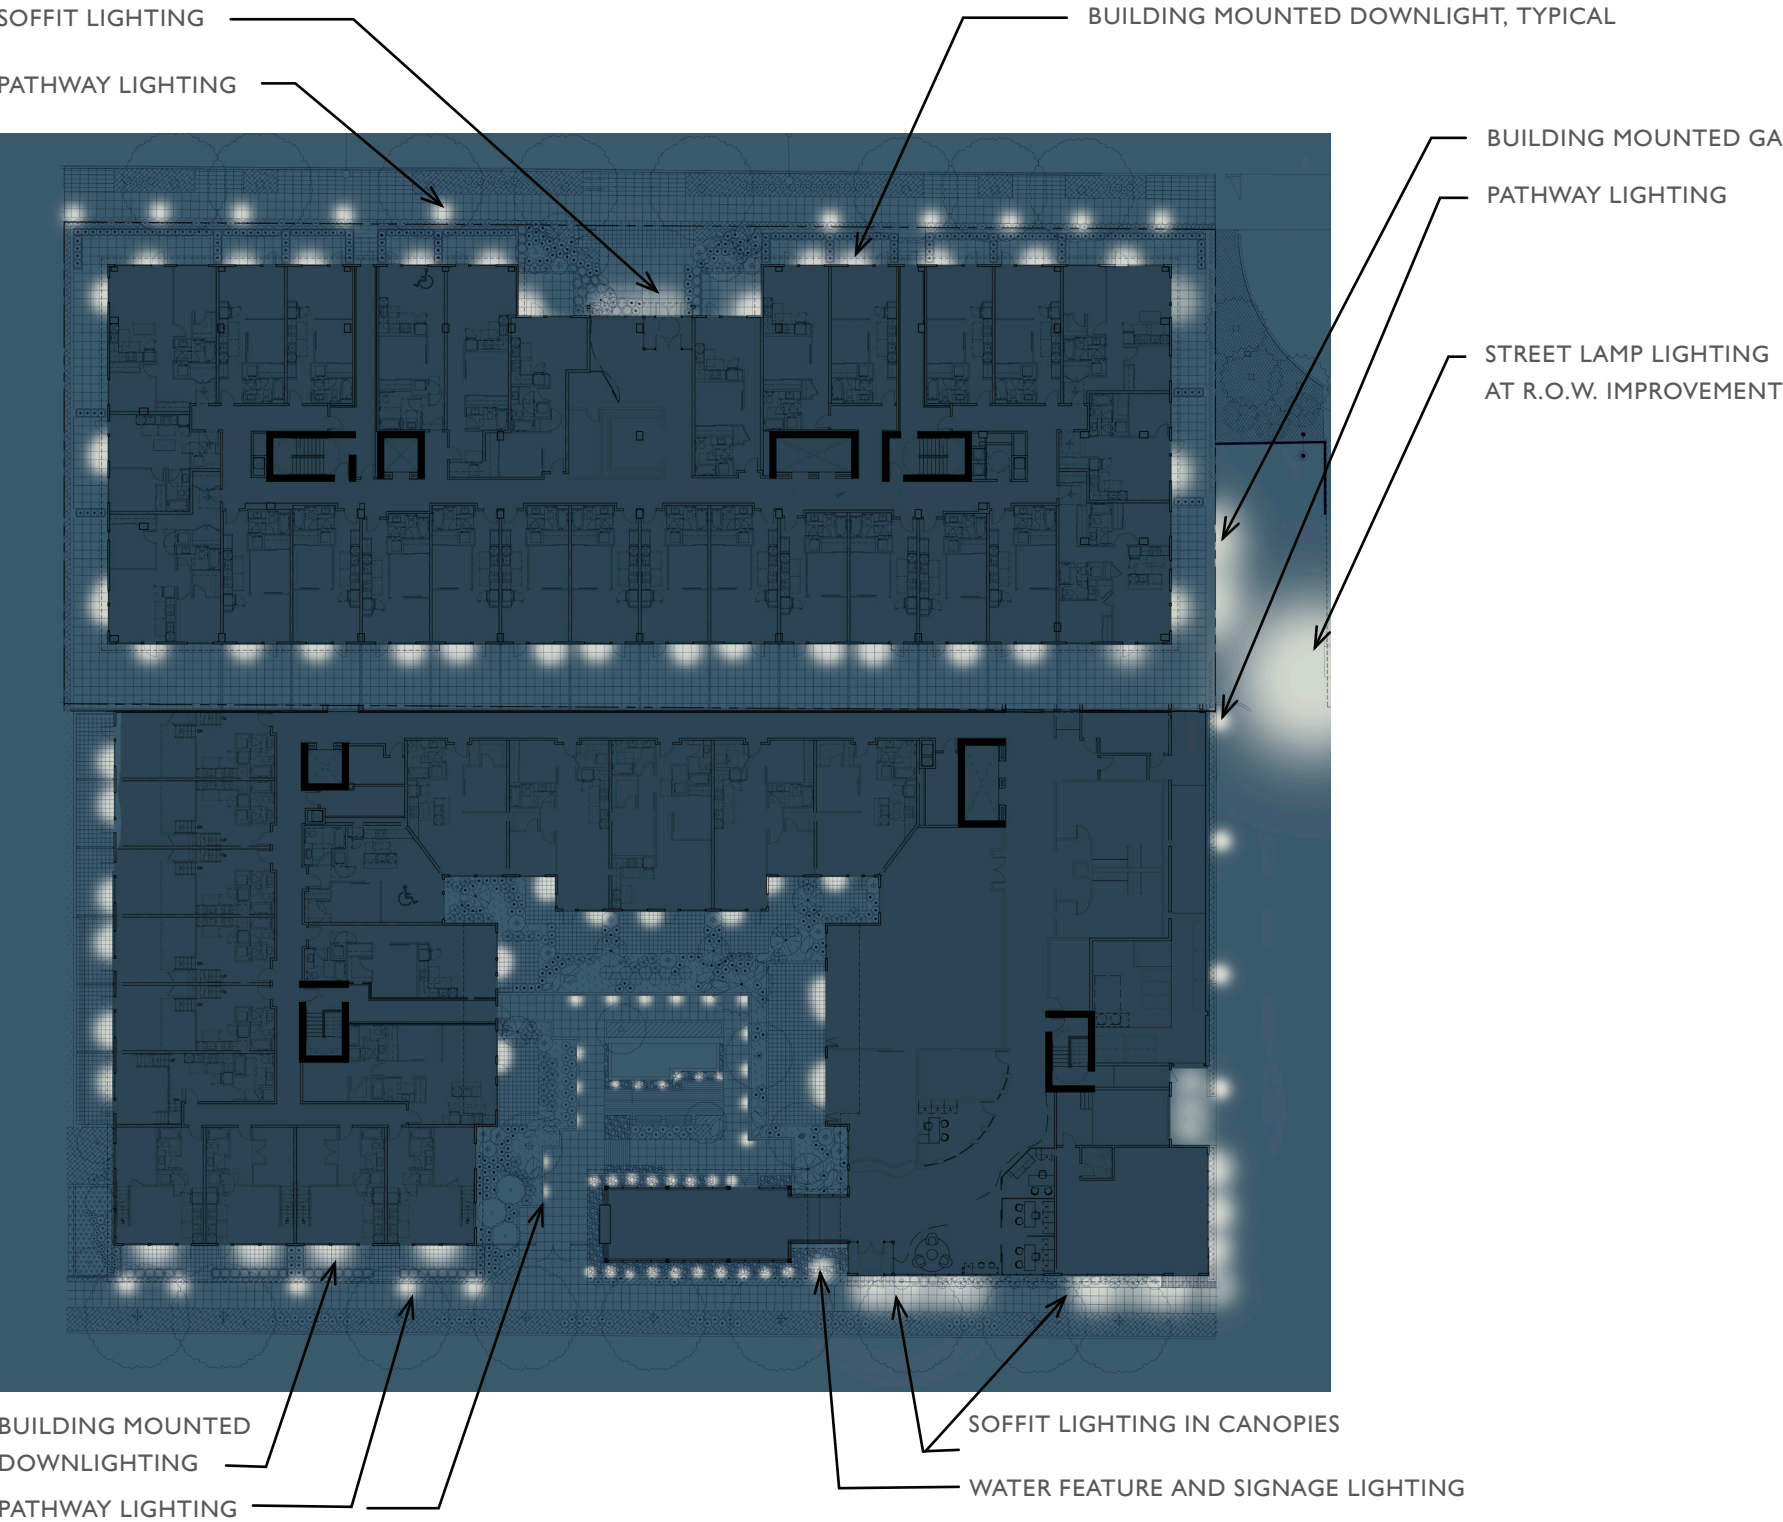 SOFFIT LIGHTING
BUILDING MOUNTED DOWNLIGHT, TYPICAL
PATHWAY LIGHTING
BUILDING MOUNTED GA
PATHWAY LIGHTING
STREET LAMP LIGHTING
AT R.O.W. IMPROVEMENT
BUILDING MOUNTED
DOWNLIGHTING
PATHWAY LIGHTING
SOFFIT LIGHTING IN CANOPIES
WATER FEATURE AND SIGNAGE LIGHTING